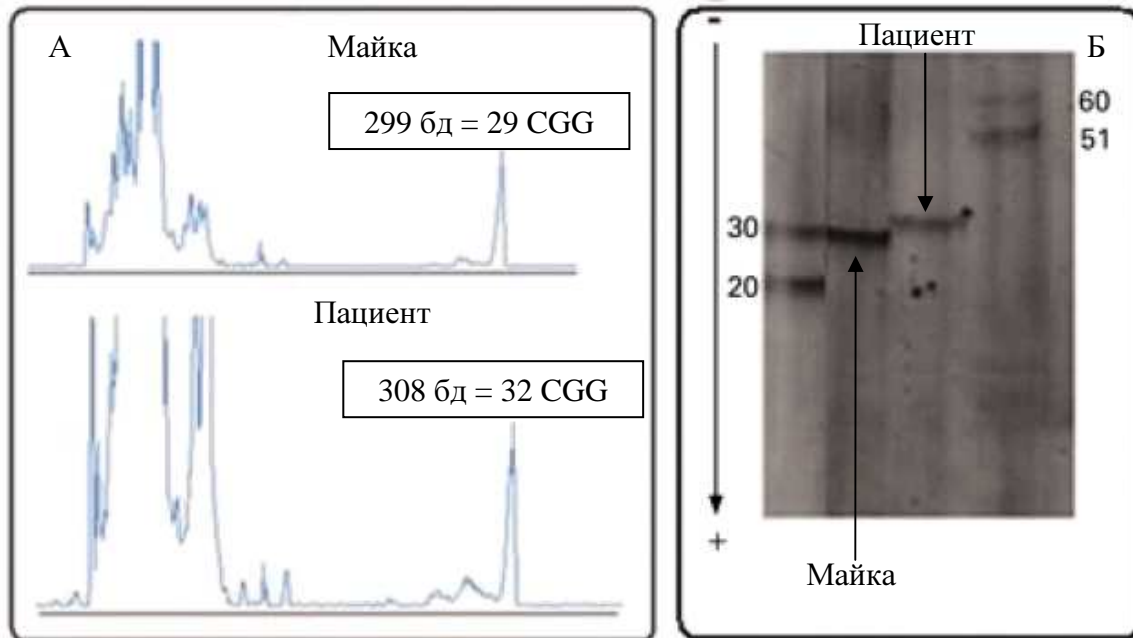 А
Майка
299 бд = 29 CGG
Пациент
308 бд = 32 CGG
-
Пациент
Б
60
51
30
20
+
Майка